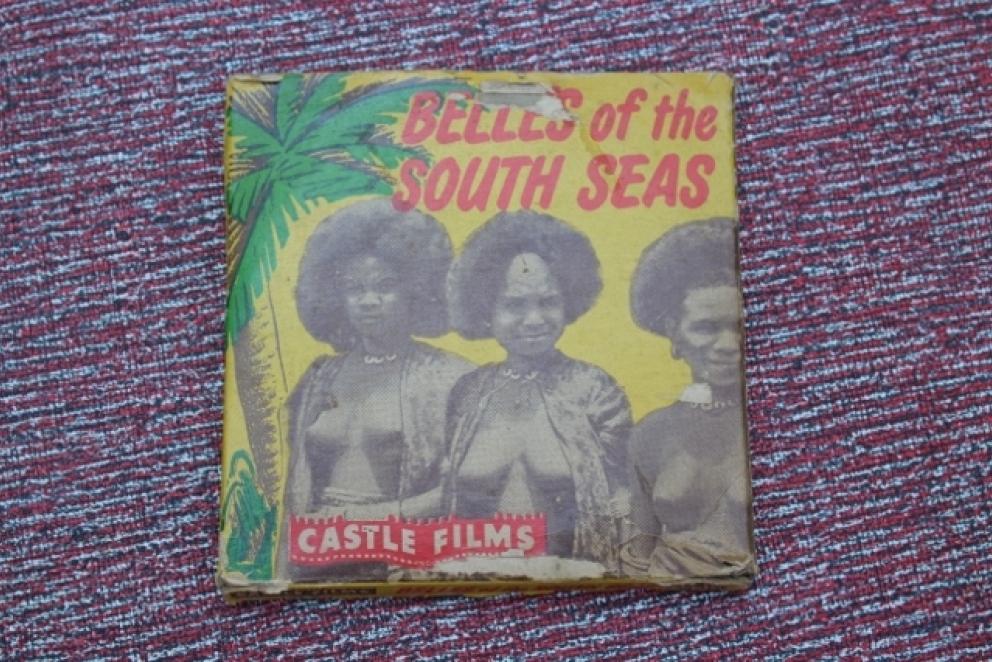 BELLES of the
SOUTH SEAS
CASTLE FILMS